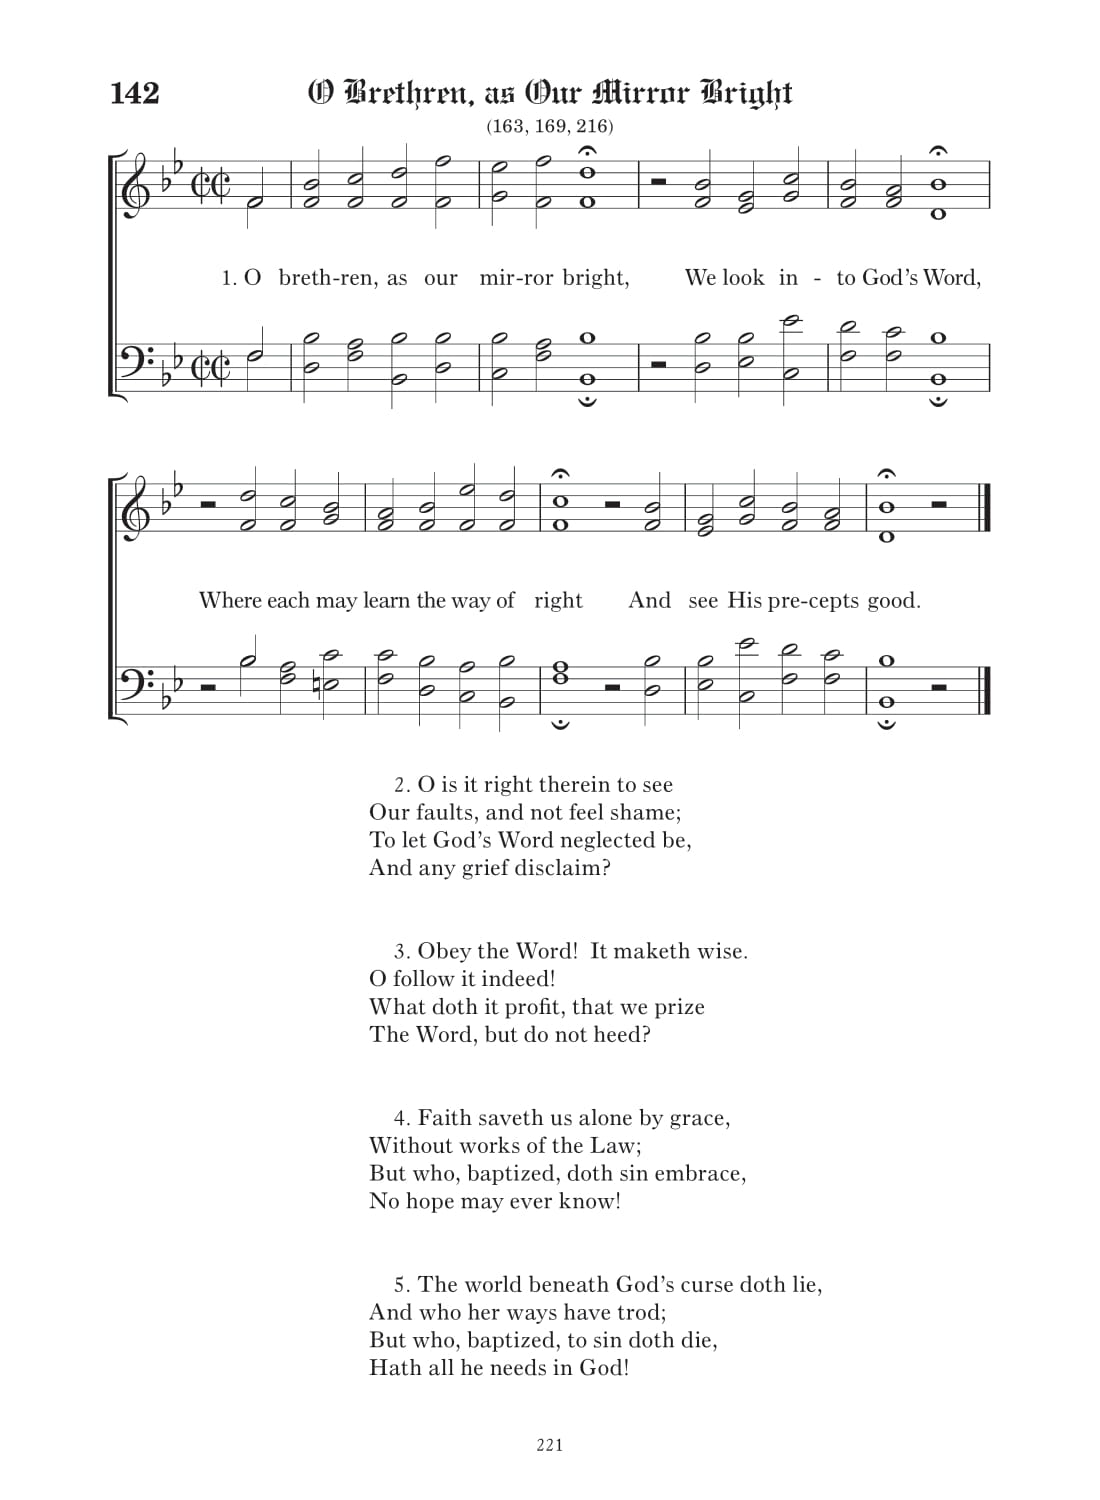 142
O Brethren, as Our Mirror Bright
(163, 169, 216)
1. O breth-ren, as our mir-ror bright, We look in - to God’s Word,
Where each may learn the way of right And see His pre-cepts good.
2. O is it right therein to see
Our faults, and not feel shame;
To let God’s Word neglected be,
And any grief disclaim?
3. Obey the Word! It maketh wise.
O follow it indeed!
What doth it profit, that we prize
The Word, but do not heed?
4. Faith saveth us alone by grace,
Without works of the Law;
But who, baptized, doth sin embrace,
No hope may ever know!
5. The world beneath God’s curse doth lie,
And who her ways have trod;
But who, baptized, to sin doth die,
Hath all he needs in God!
221